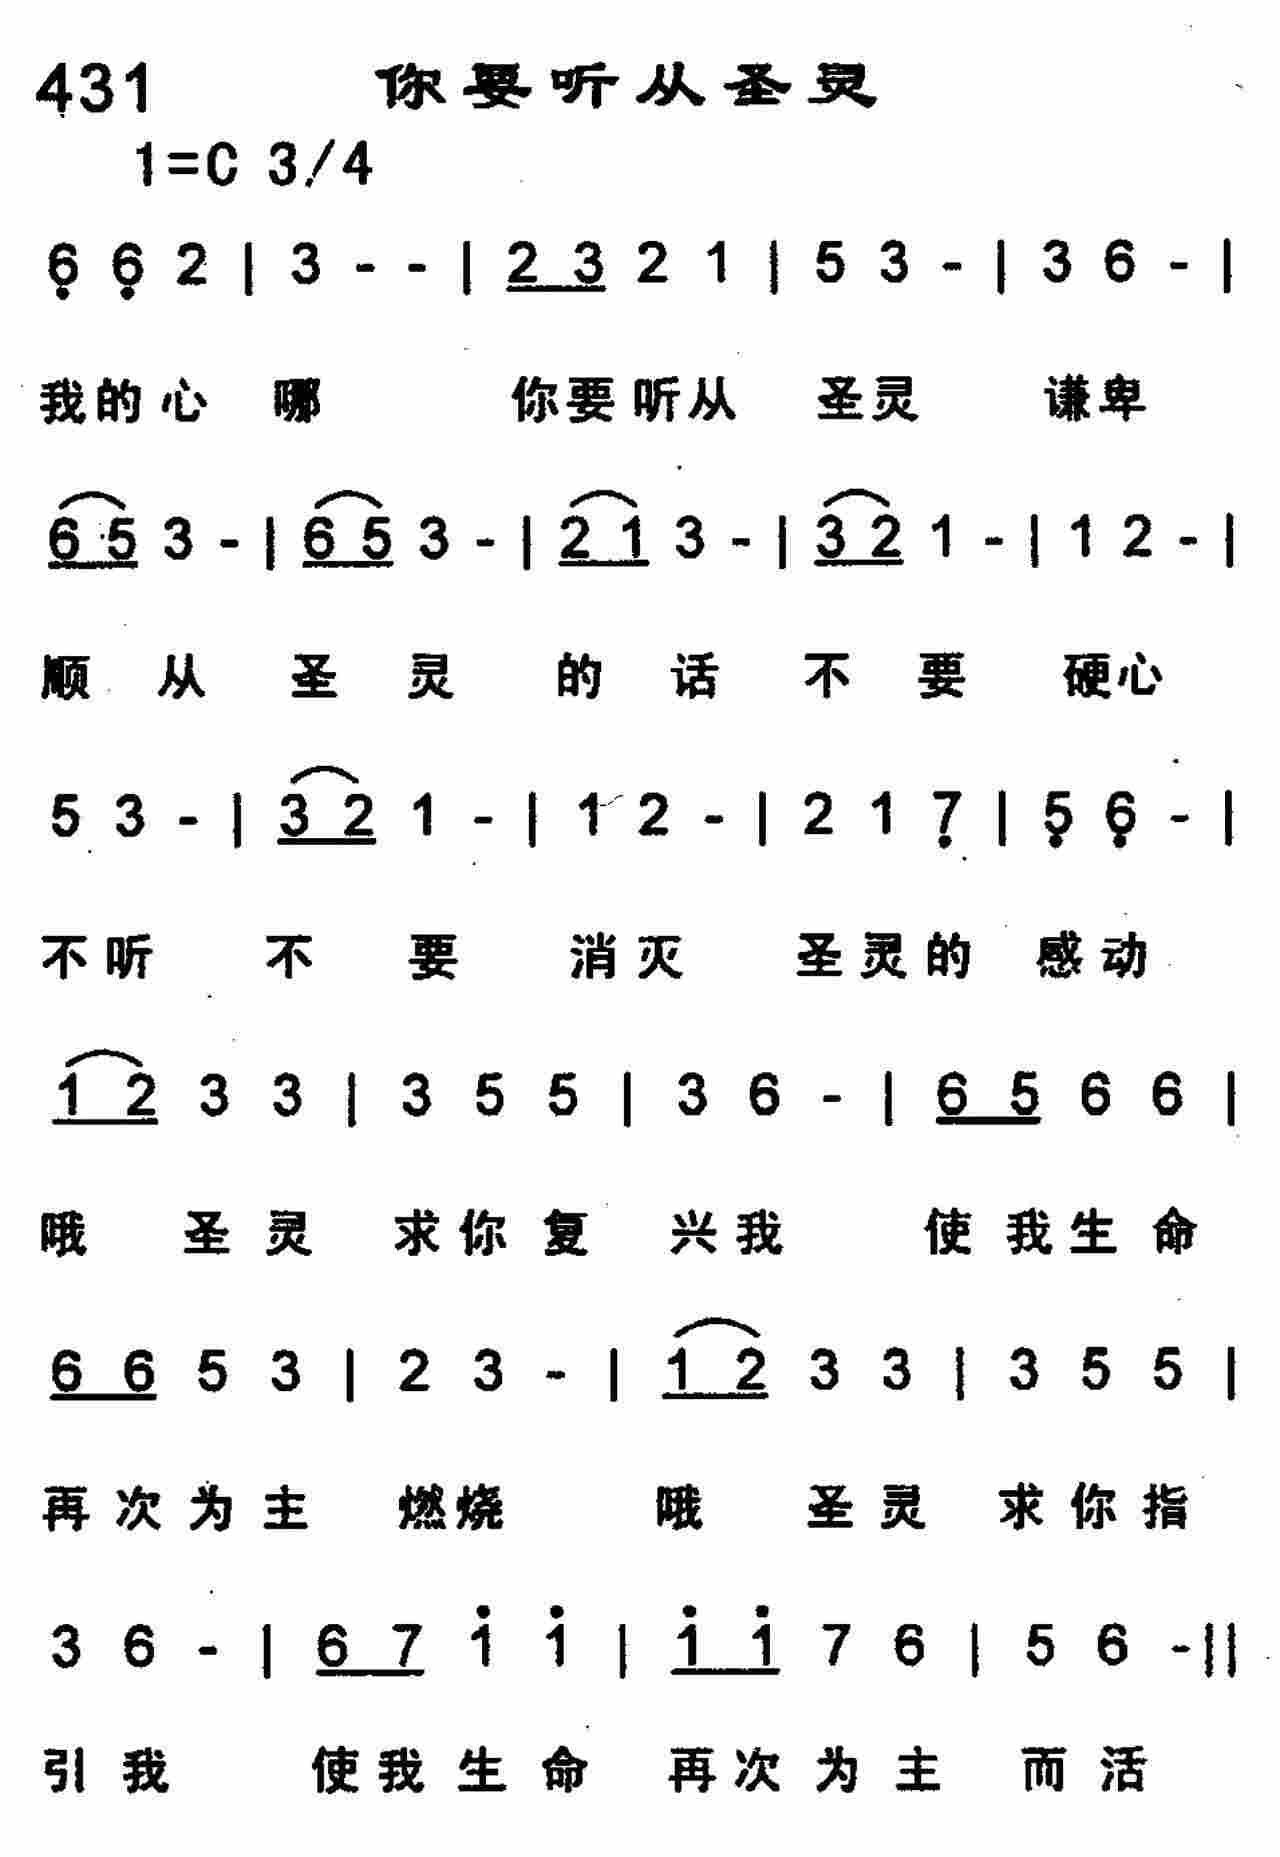 431 你要听从圣灵
1=C 3/4
6̣ 6̣ 2 | 3 - - | 2 3 2 1 | 5 3 - | 3 6 - |
我的心 哪 你要听从 圣灵 谦卑
6 5 3 - | 6 5 3 - | 2 1 3 - | 3 2 1 - | 1 2 - |
顺 从 圣 灵 的 话 不 要 硬心
5 3 - | 3 2 1 - | 1 2 - | 2 1 7̣ | 5̣ 6̣ - |
不听 不 要 消灭 圣灵的 感动
1 2 3 3 | 3 5 5 | 3 6 - | 6 5 6 6 |
哦 圣灵 求你复 兴我 使我生命
6 6 5 3 | 2 3 - | 1 2 3 3 | 3 5 5 |
再次为主 燃烧 哦 圣灵 求你指
3 6 - | 6 7 1̇ 1̇ | 1̇ 1̇ 7 6 | 5 6 - ||
引我 使我生命 再次为主 而活